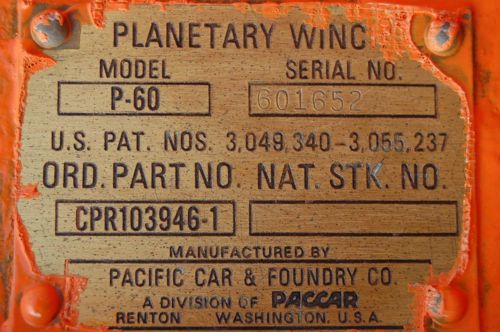 PLANETARY WINC
MODEL SERIAL NO.
P-60 601652
U.S. PAT. NOS. 3,049,340-3,055,237
ORD. PART NO. NAT. STK. NO.
CPR103946-1
MANUFACTURED BY
PACIFIC CAR & FOUNDRY CO.
A DIVISION OF PACCAR
RENTON WASHINGTON, U.S.A.